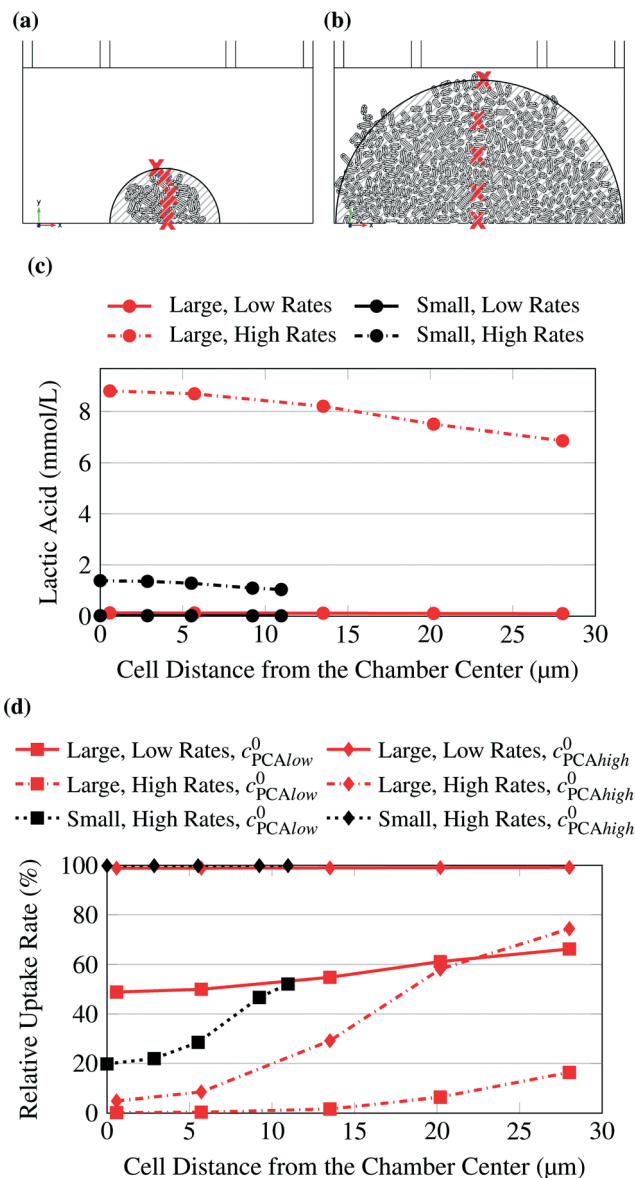 (a) (b)
y x y x
(c)
Large, Low Rates Small, Low Rates
Large, High Rates Small, High Rates
Lactic Acid (mmol/L)
8
6
4
2
0
0 5 10 15 20 25 30
Cell Distance from the Chamber Center (μm)
(d)
Large, Low Rates, c⁰PCAlow Large, Low Rates, c⁰PCAhigh
Large, High Rates, c⁰PCAlow Large, High Rates, c⁰PCAhigh
Small, High Rates, c⁰PCAlow Small, High Rates, c⁰PCAhigh
Relative Uptake Rate (%)
100
80
60
40
20
0
0 5 10 15 20 25 30
Cell Distance from the Chamber Center (μm)